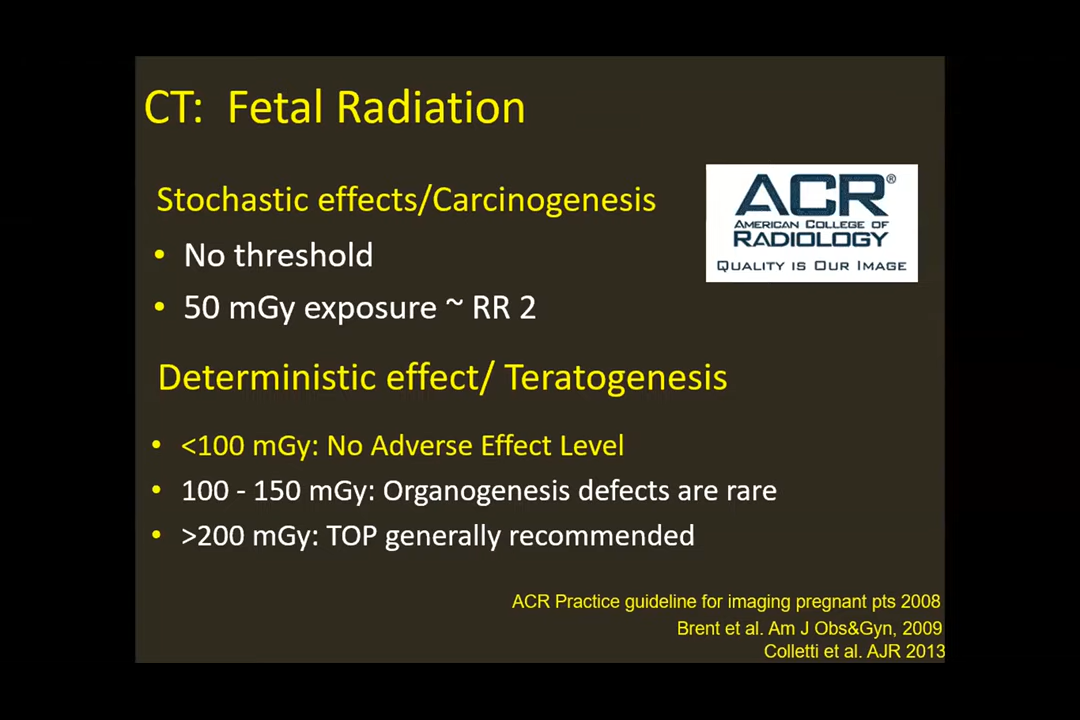 CT: Fetal Radiation
Stochastic effects/Carcinogenesis
• No threshold
• 50 mGy exposure ~ RR 2
ACR®
AMERICAN COLLEGE OF
RADIOLOGY
QUALITY IS OUR IMAGE
Deterministic effect/ Teratogenesis
• <100 mGy: No Adverse Effect Level
• 100 - 150 mGy: Organogenesis defects are rare
• >200 mGy: TOP generally recommended
ACR Practice guideline for imaging pregnant pts 2008
Brent et al. Am J Obs&Gyn, 2009
Colletti et al. AJR 2013